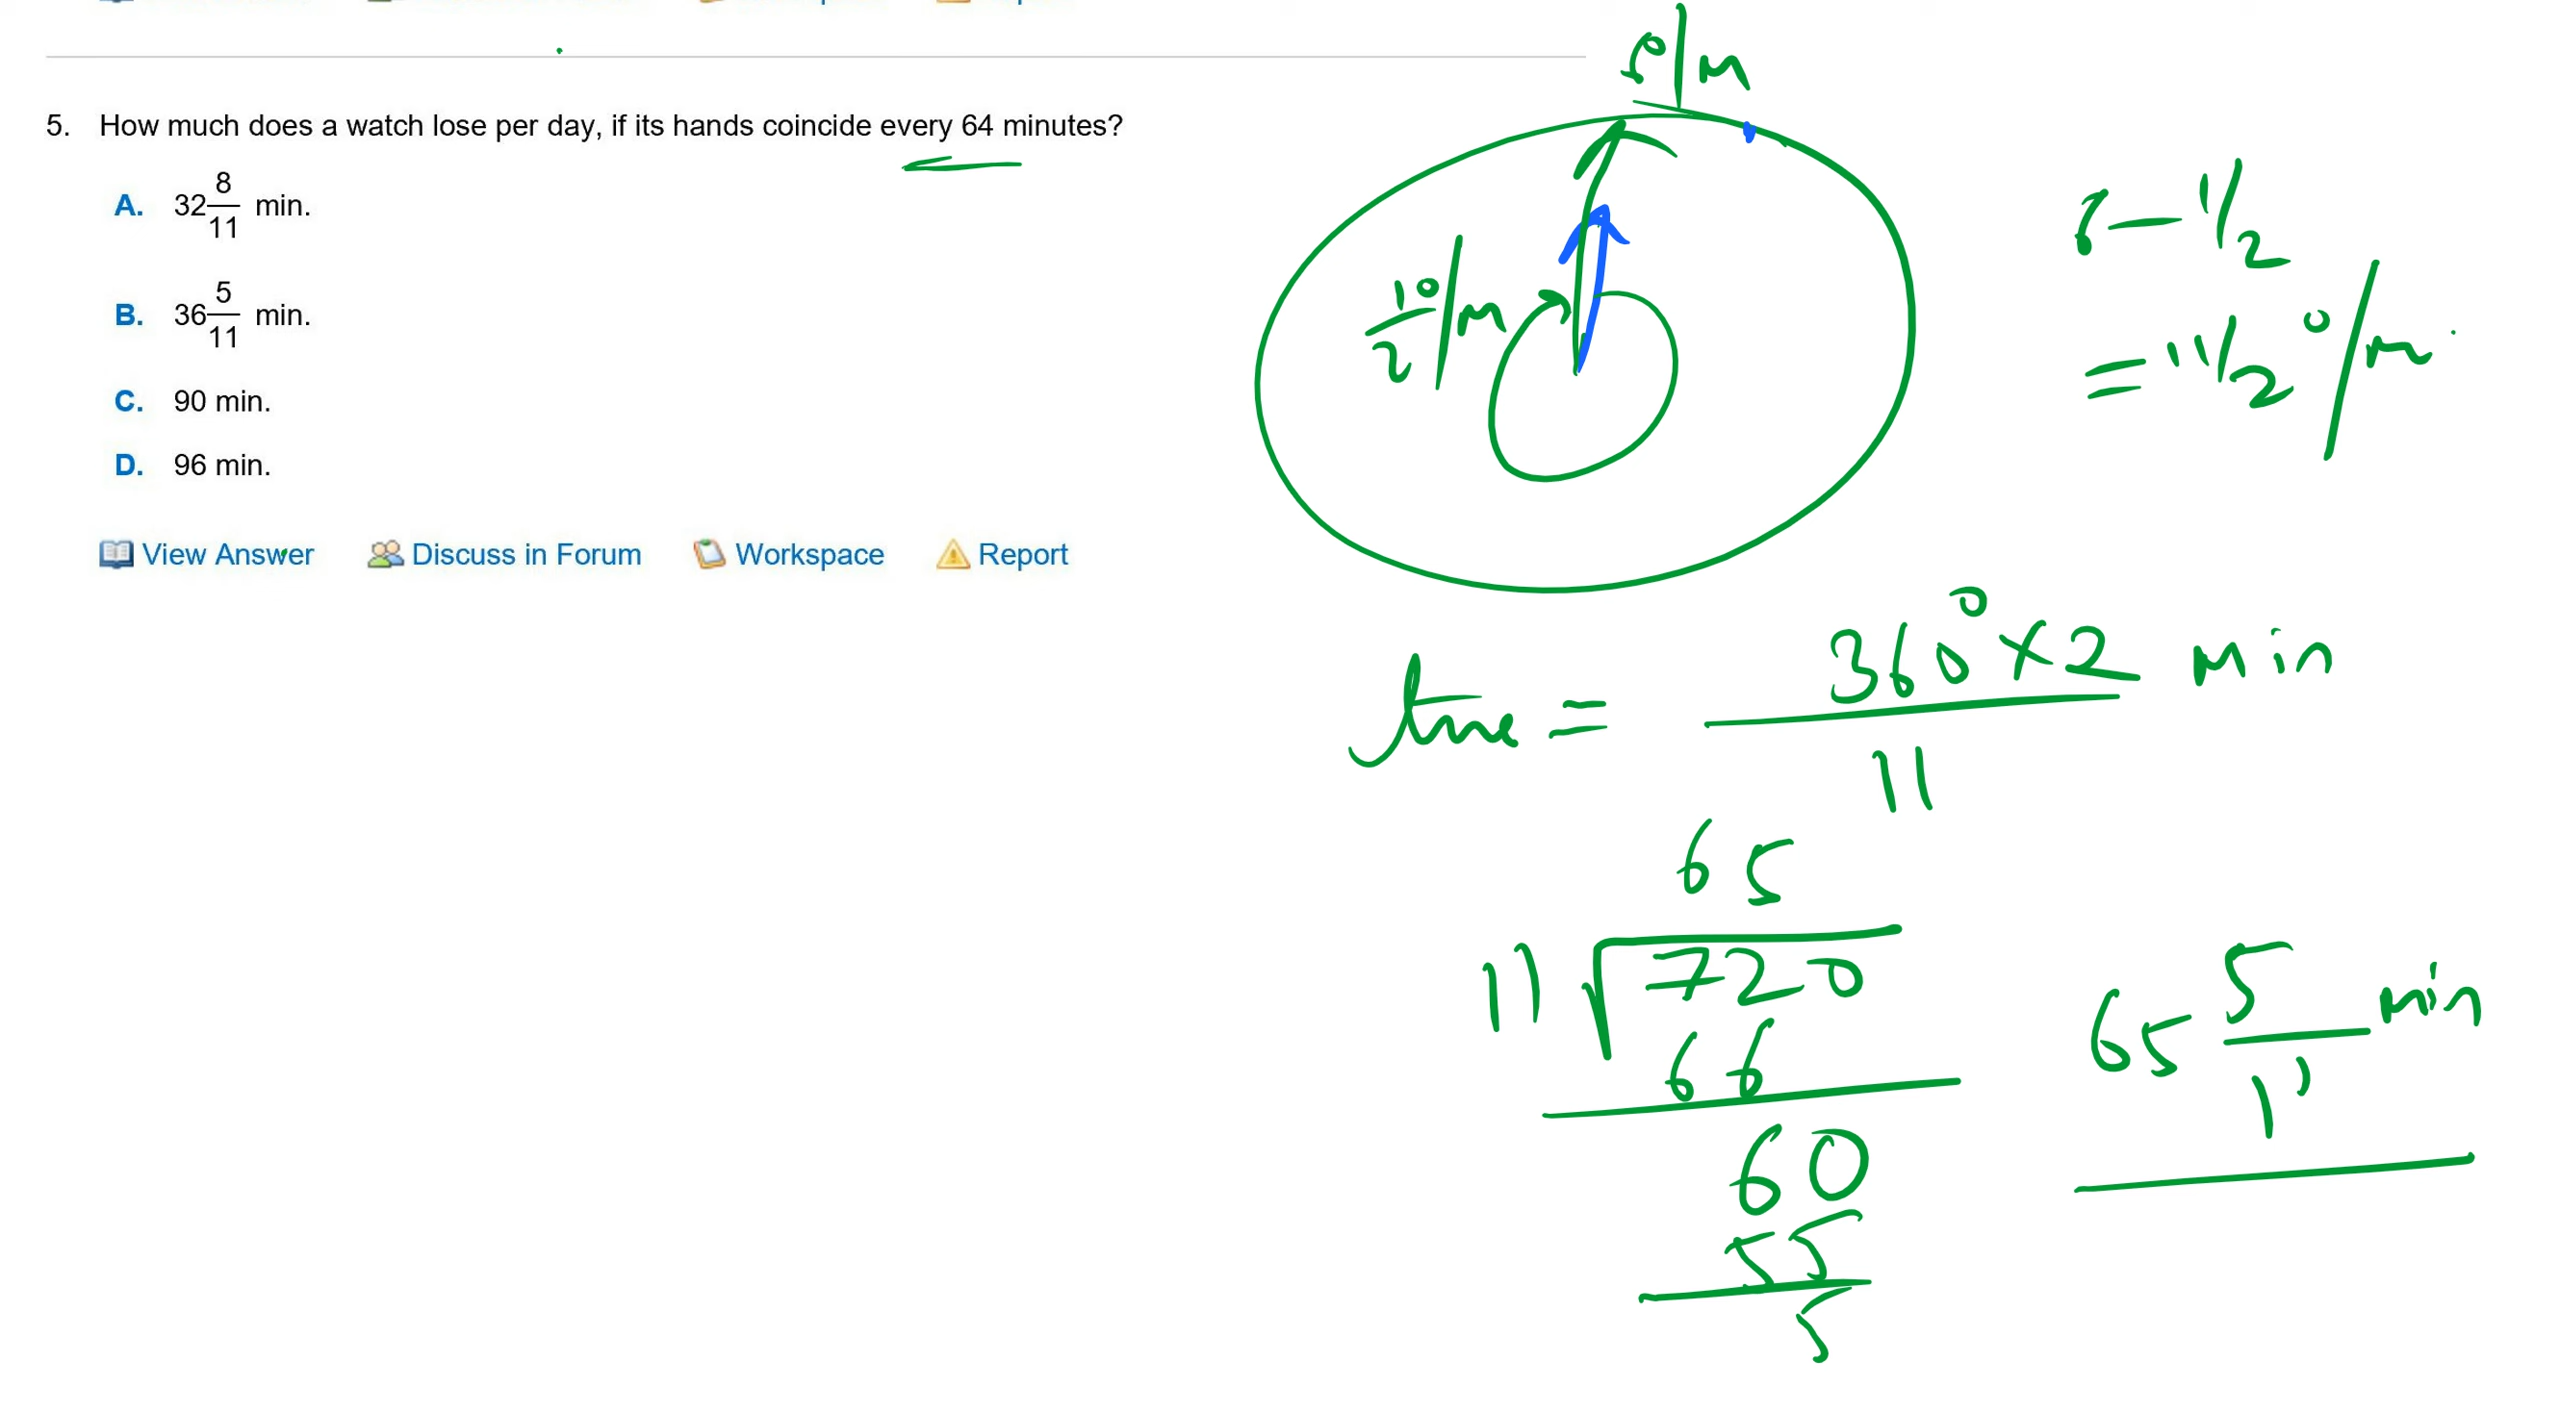 5. How much does a watch lose per day, if its hands coincide every 64 minutes?
A. 32 8/11 min.
B. 36 5/11 min.
C. 90 min.
D. 96 min.
View Answer Discuss in Forum Workspace Report
1°/2 /m
6 - 1/2
= 11/2 °/m
time = 360° × 2 min
11
65
11 720
66
60
55
5
65 5/11 min